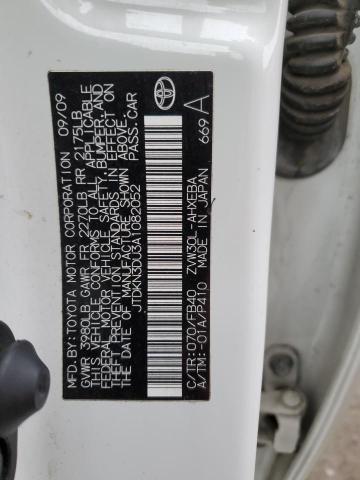 MFD.BY:TOYOTA MOTOR CORPORATION 09/09
GVWR 3980LB GAWR FR 2270LB RR 2175LB
THIS VEHICLE CONFORMS TO ALL APPLICABLE
FEDERAL MOTOR VEHICLE SAFETY, BUMPER, AND
THEFT PREVENTION STANDARDS IN EFFECT ON
THE DATE OF MANUFACTURE SHOWN ABOVE.
JTDKN3DU3A1082052 PASS.CAR
C/TR:070/FB40 ZVW30L-AHXEBA
A/TM:-01A/P410 MADE IN JAPAN
669 A